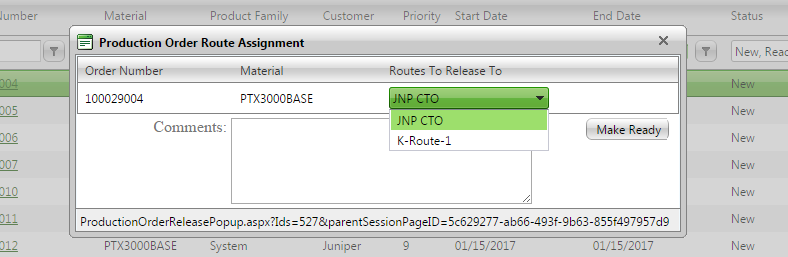 Number Material Product Family Customer Priority Start Date End Date Status
New, Read
Production Order Route Assignment
004 New
Order Number Material Routes To Release To
100029004 PTX3000BASE JNP CTO
005 New
JNP CTO
Comments: Make Ready
006 New
K-Route-1
007 New
010 New
0011 New
ProductionOrderReleasePopup.aspx?Ids=527&parentSessionPageID=5c629277-ab66-493f-9b63-855f497957d9
012 PTX3000BASE System Juniper 9 01/15/2017 01/15/2017 New